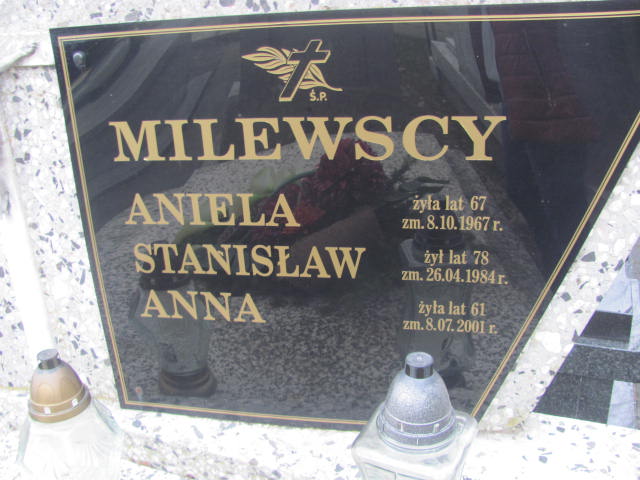 Ś.P.
MILEWSCY
ANIELA żyła lat 67
zm. 8.10.1967 r.
STANISŁAW żył lat 78
zm. 26.04.1984 r.
ANNA żyła lat 61
zm. 8.07.2001 r.